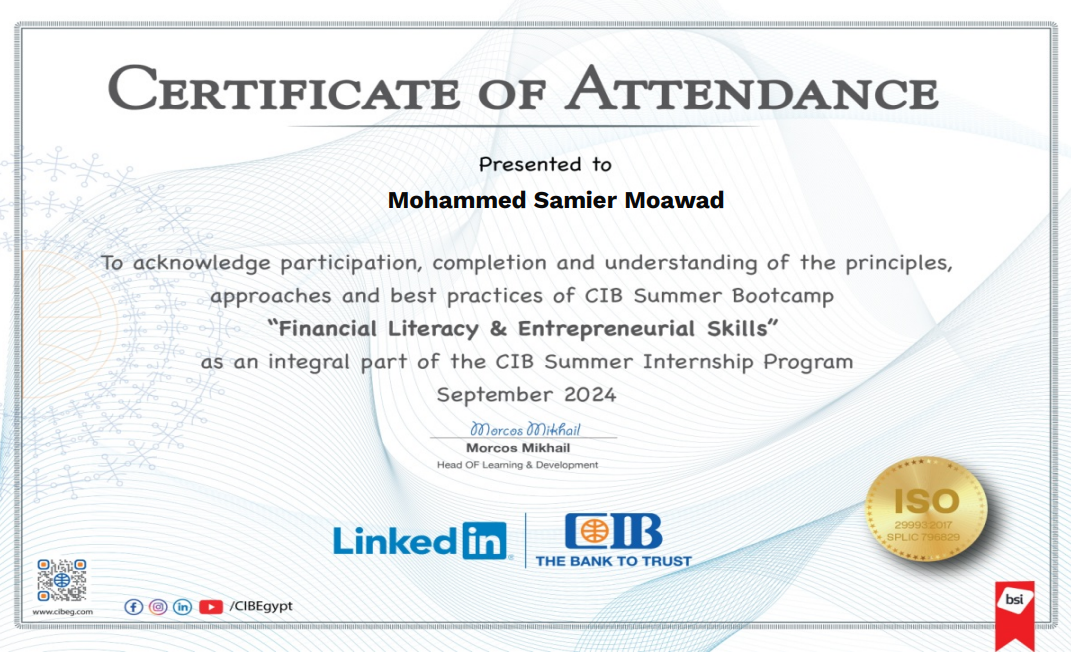 CERTIFICATE OF ATTENDANCE
Presented to
Mohammed Samier Moawad
To acknowledge participation, completion and understanding of the principles,
approaches and best practices of CIB Summer Bootcamp
“Financial Literacy & Entrepreneurial Skills”
as an integral part of the CIB Summer Internship Program
September 2024
Morcos Mikhail
Morcos Mikhail
Head OF Learning & Development
LinkedIn
CIB
THE BANK TO TRUST
ISO
29993:2017
SPLIC 796829
www.cibeg.com
/CIBEgypt
bsi